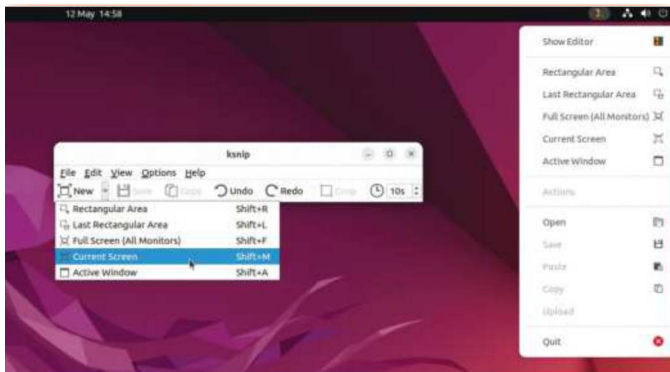 12 May 14:58
ksnip
File Edit View Options Help
New Save Copy Undo Redo Crop 10s
Rectangular Area Shift+R
Last Rectangular Area Shift+L
Full Screen (All Monitors) Shift+F
Current Screen Shift+M
Active Window Shift+A
Show Editor
Rectangular Area
Last Rectangular Area
Full Screen (All Monitors)
Current Screen
Active Window
Actions
Open
Save
Paste
Copy
Upload
Quit